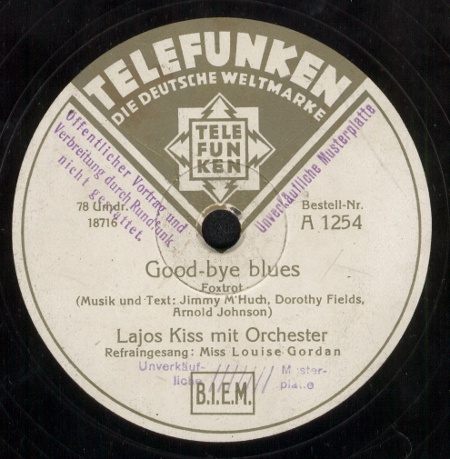 TELEFUNKEN
DIE DEUTSCHE WELTMARKE
TELE
FUN
KEN
Öffentlicher Vortrag und
Verbreitung durch Rundfunk
nicht gestattet.
Unverkäufliche Musterplatte
78 Umdr.
18716
Bestell-Nr.
A 1254
Good-bye blues
Foxtrot
(Musik und Text: Jimmy M'Huch, Dorothy Fields,
Arnold Johnson)
Lajos Kiss mit Orchester
Refraingesang: Miss Louise Gordan
Unverkäuf- Muster-
liche platte
B.I.E.M.